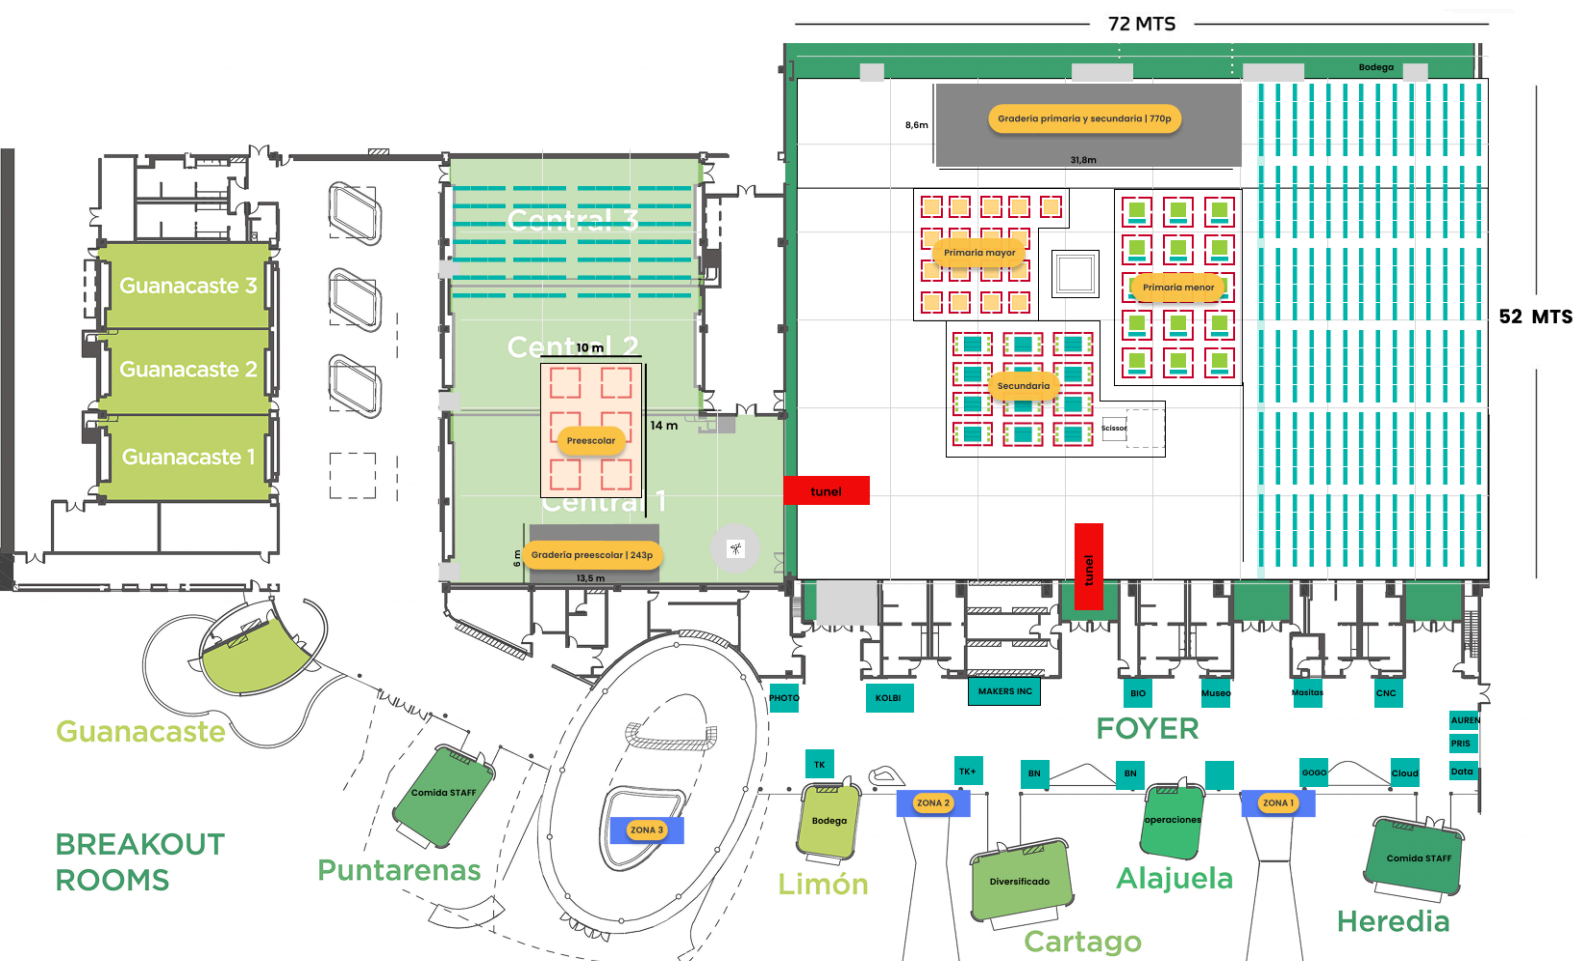 72 MTS
Bodega
Gradería primaria y secundaria | 770p
8,6m
31,8m
52 MTS
Primaria mayor
Primaria menor
Secundaria
Scissor
tunel
tunel
Central 3
Central 2
10 m
14 m
Preescolar
Central 1
Gradería preescolar | 243p
6 m
13,5 m
Guanacaste 3
Guanacaste 2
Guanacaste 1
Guanacaste
PHOTO
KOLBI
MAKERS INC
BIO
Museo
Masitas
CNC
FOYER
AUREN
PRIS
Data
TK
TK+
BN
BN
GOGO
Cloud
Comida STAFF
Puntarenas
BREAKOUT
ROOMS
ZONA 3
Bodega
Limón
ZONA 2
Diversificado
Cartago
operaciones
Alajuela
ZONA 1
Comida STAFF
Heredia